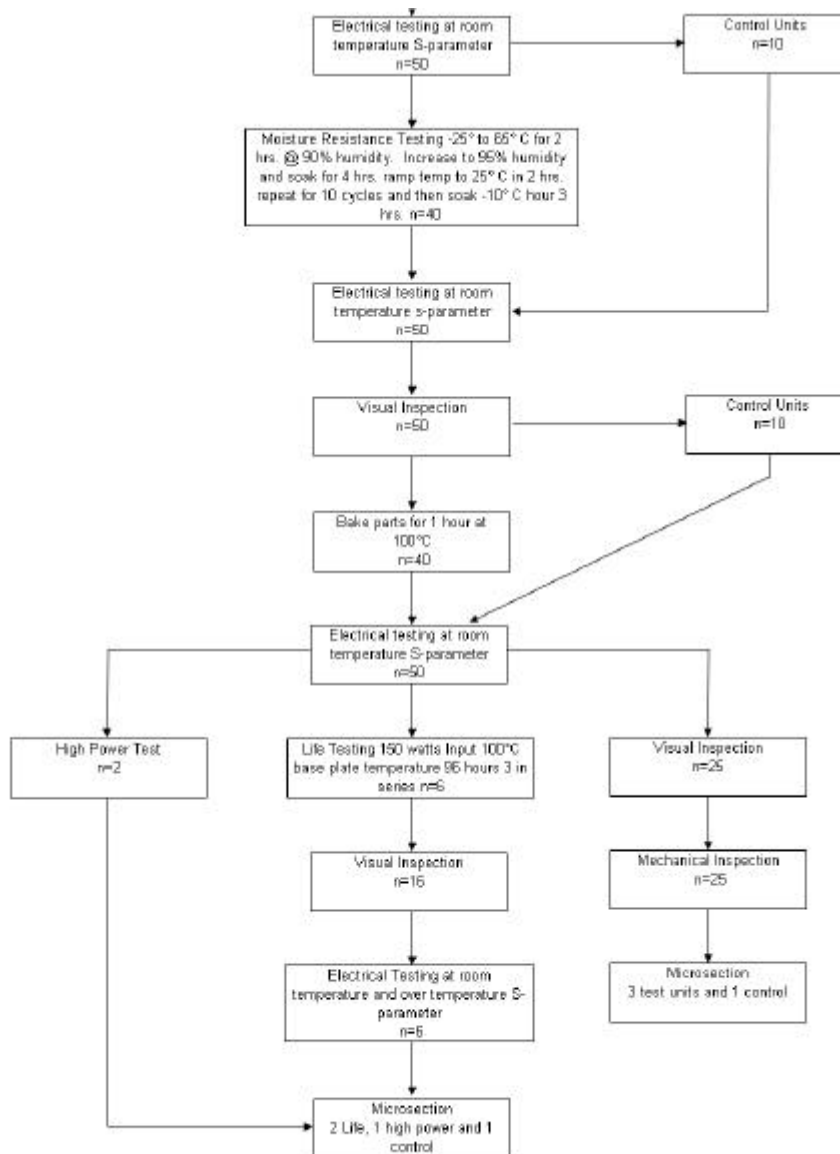 Electrical testing at room
temperature S-parameter
n=50
Control Units
n=10
Moisture Resistance Testing -25° to 65° C for 2
hrs. @ 90% humidity. Increase to 95% humidity
and soak for 4 hrs. ramp temp to 25° C in 2 hrs.
repeat for 10 cycles and then soak -10° C hour 3
hrs. n=40
Electrical testing at room
temperature s-parameter
n=50
Visual Inspection
n=50
Control Units
n=10
Bake parts for 1 hour at
100°C
n=40
Electrical testing at room
temperature S-parameter
n=50
High Power Test
n=2
Life Testing 150 watts Input 100°C
base plate temperature 96 hours 3 in
series n=6
Visual Inspection
n=25
Visual Inspection
n=16
Mechanical Inspection
n=25
Electrical Testing at room
temperature and over temperature S-
parameter
n=6
Microsection
3 test units and 1 control
Microsection
2 Life, 1 high power and 1
control